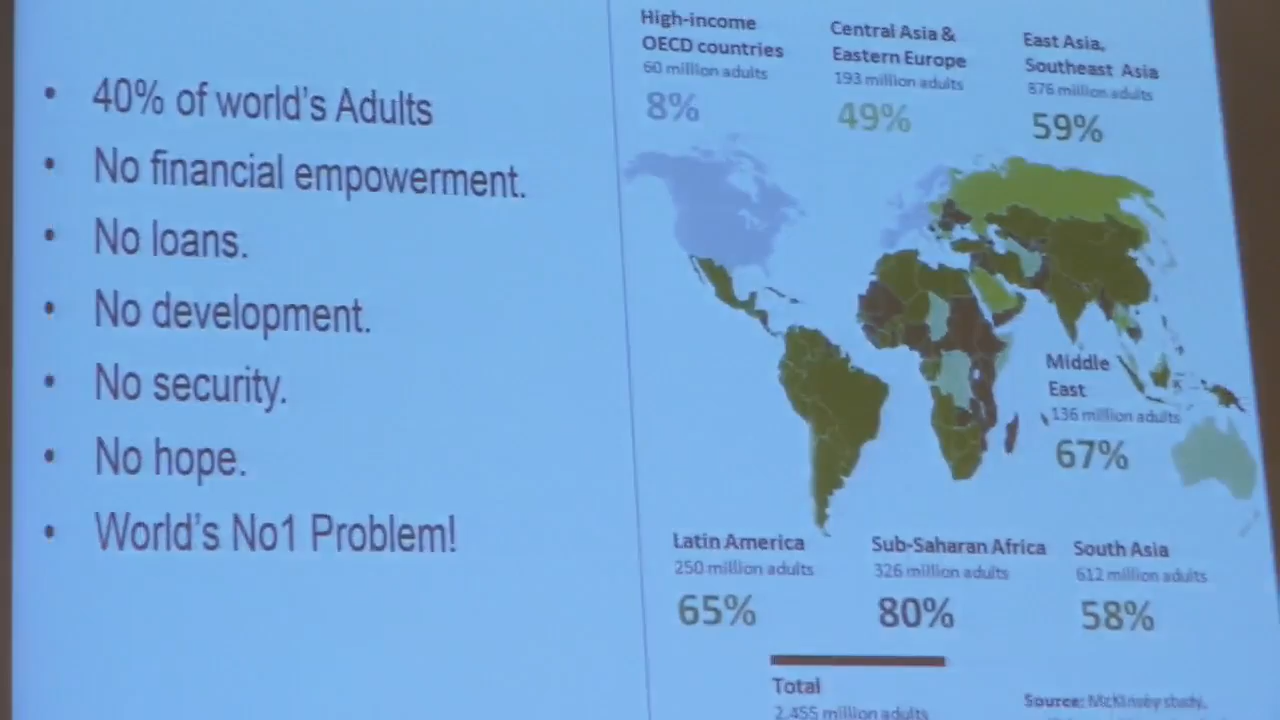 • 40% of world's Adults
• No financial empowerment.
• No loans.
• No development.
• No security.
• No hope.
• World's No1 Problem!
High-income
OECD countries
60 million adults
8%
Central Asia &
Eastern Europe
193 million adults
49%
East Asia,
Southeast Asia
876 million adults
59%
Middle
East
136 million adults
67%
Latin America
250 million adults
65%
Sub-Saharan Africa
326 million adults
80%
South Asia
612 million adults
58%
Total
2,455 million adults
Source: McKinsey study,